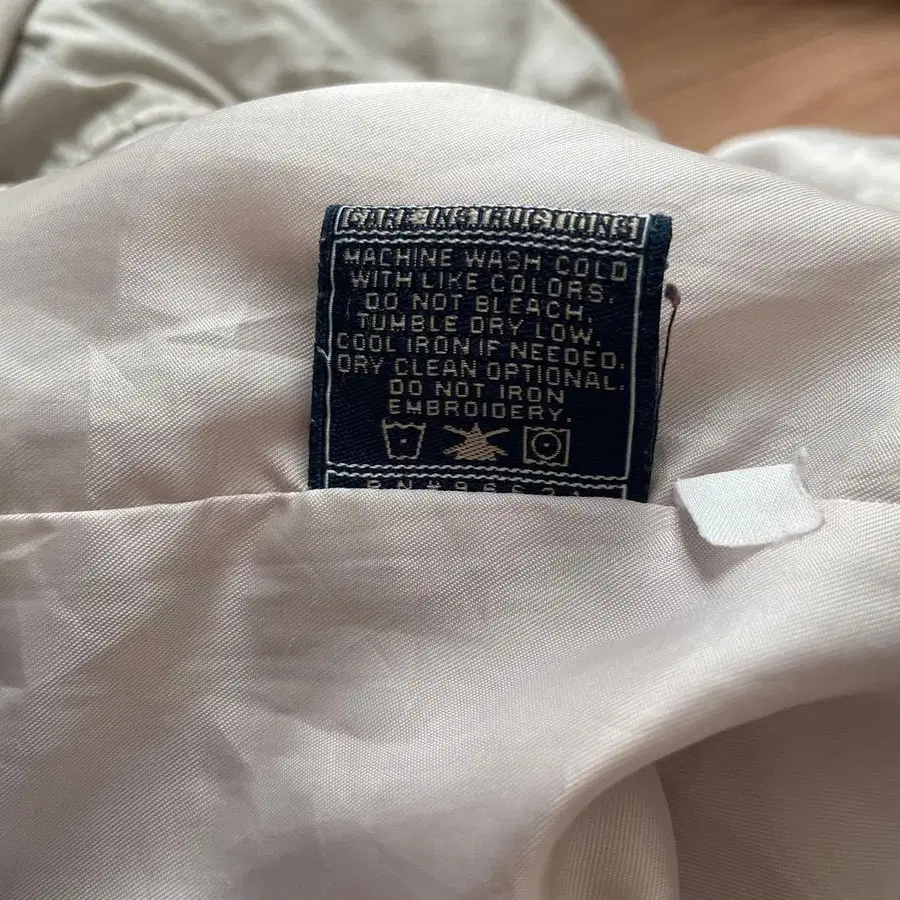 CARE INSTRUCTIONS
MACHINE WASH COLD
WITH LIKE COLORS.
DO NOT BLEACH.
TUMBLE DRY LOW.
COOL IRON IF NEEDED.
DRY CLEAN OPTIONAL.
DO NOT IRON
EMBROIDERY.